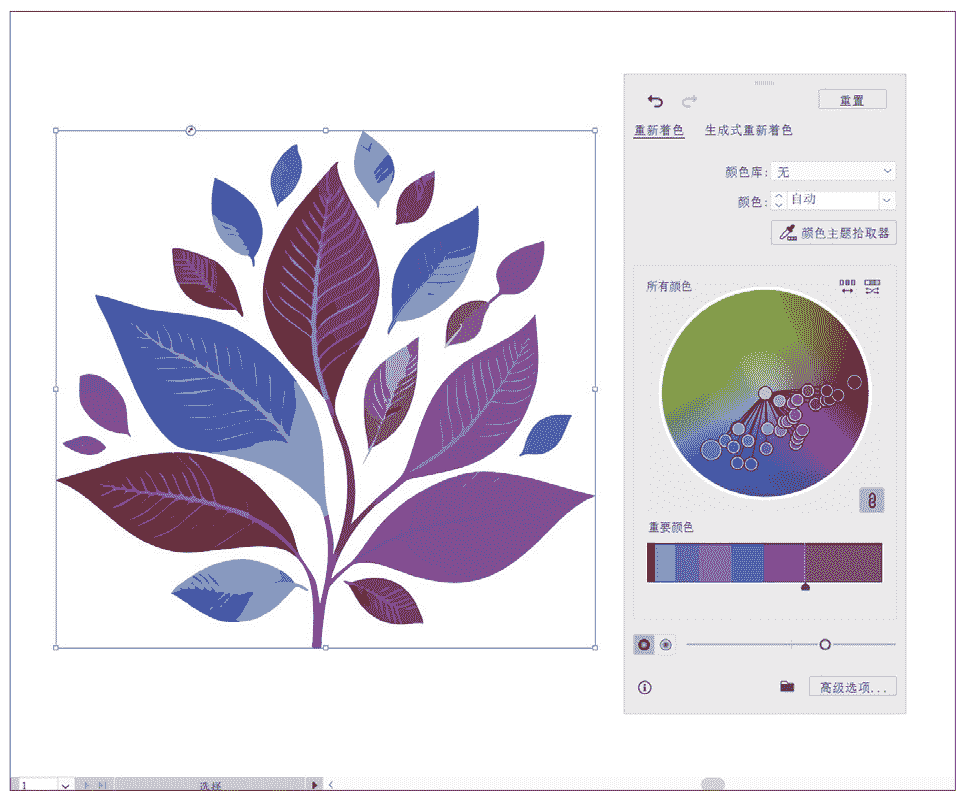 重置
重新着色 生成式重新着色
颜色库: 无
颜色: 自动
颜色主题拾取器
所有颜色
重要颜色
高级选项...
1 选择